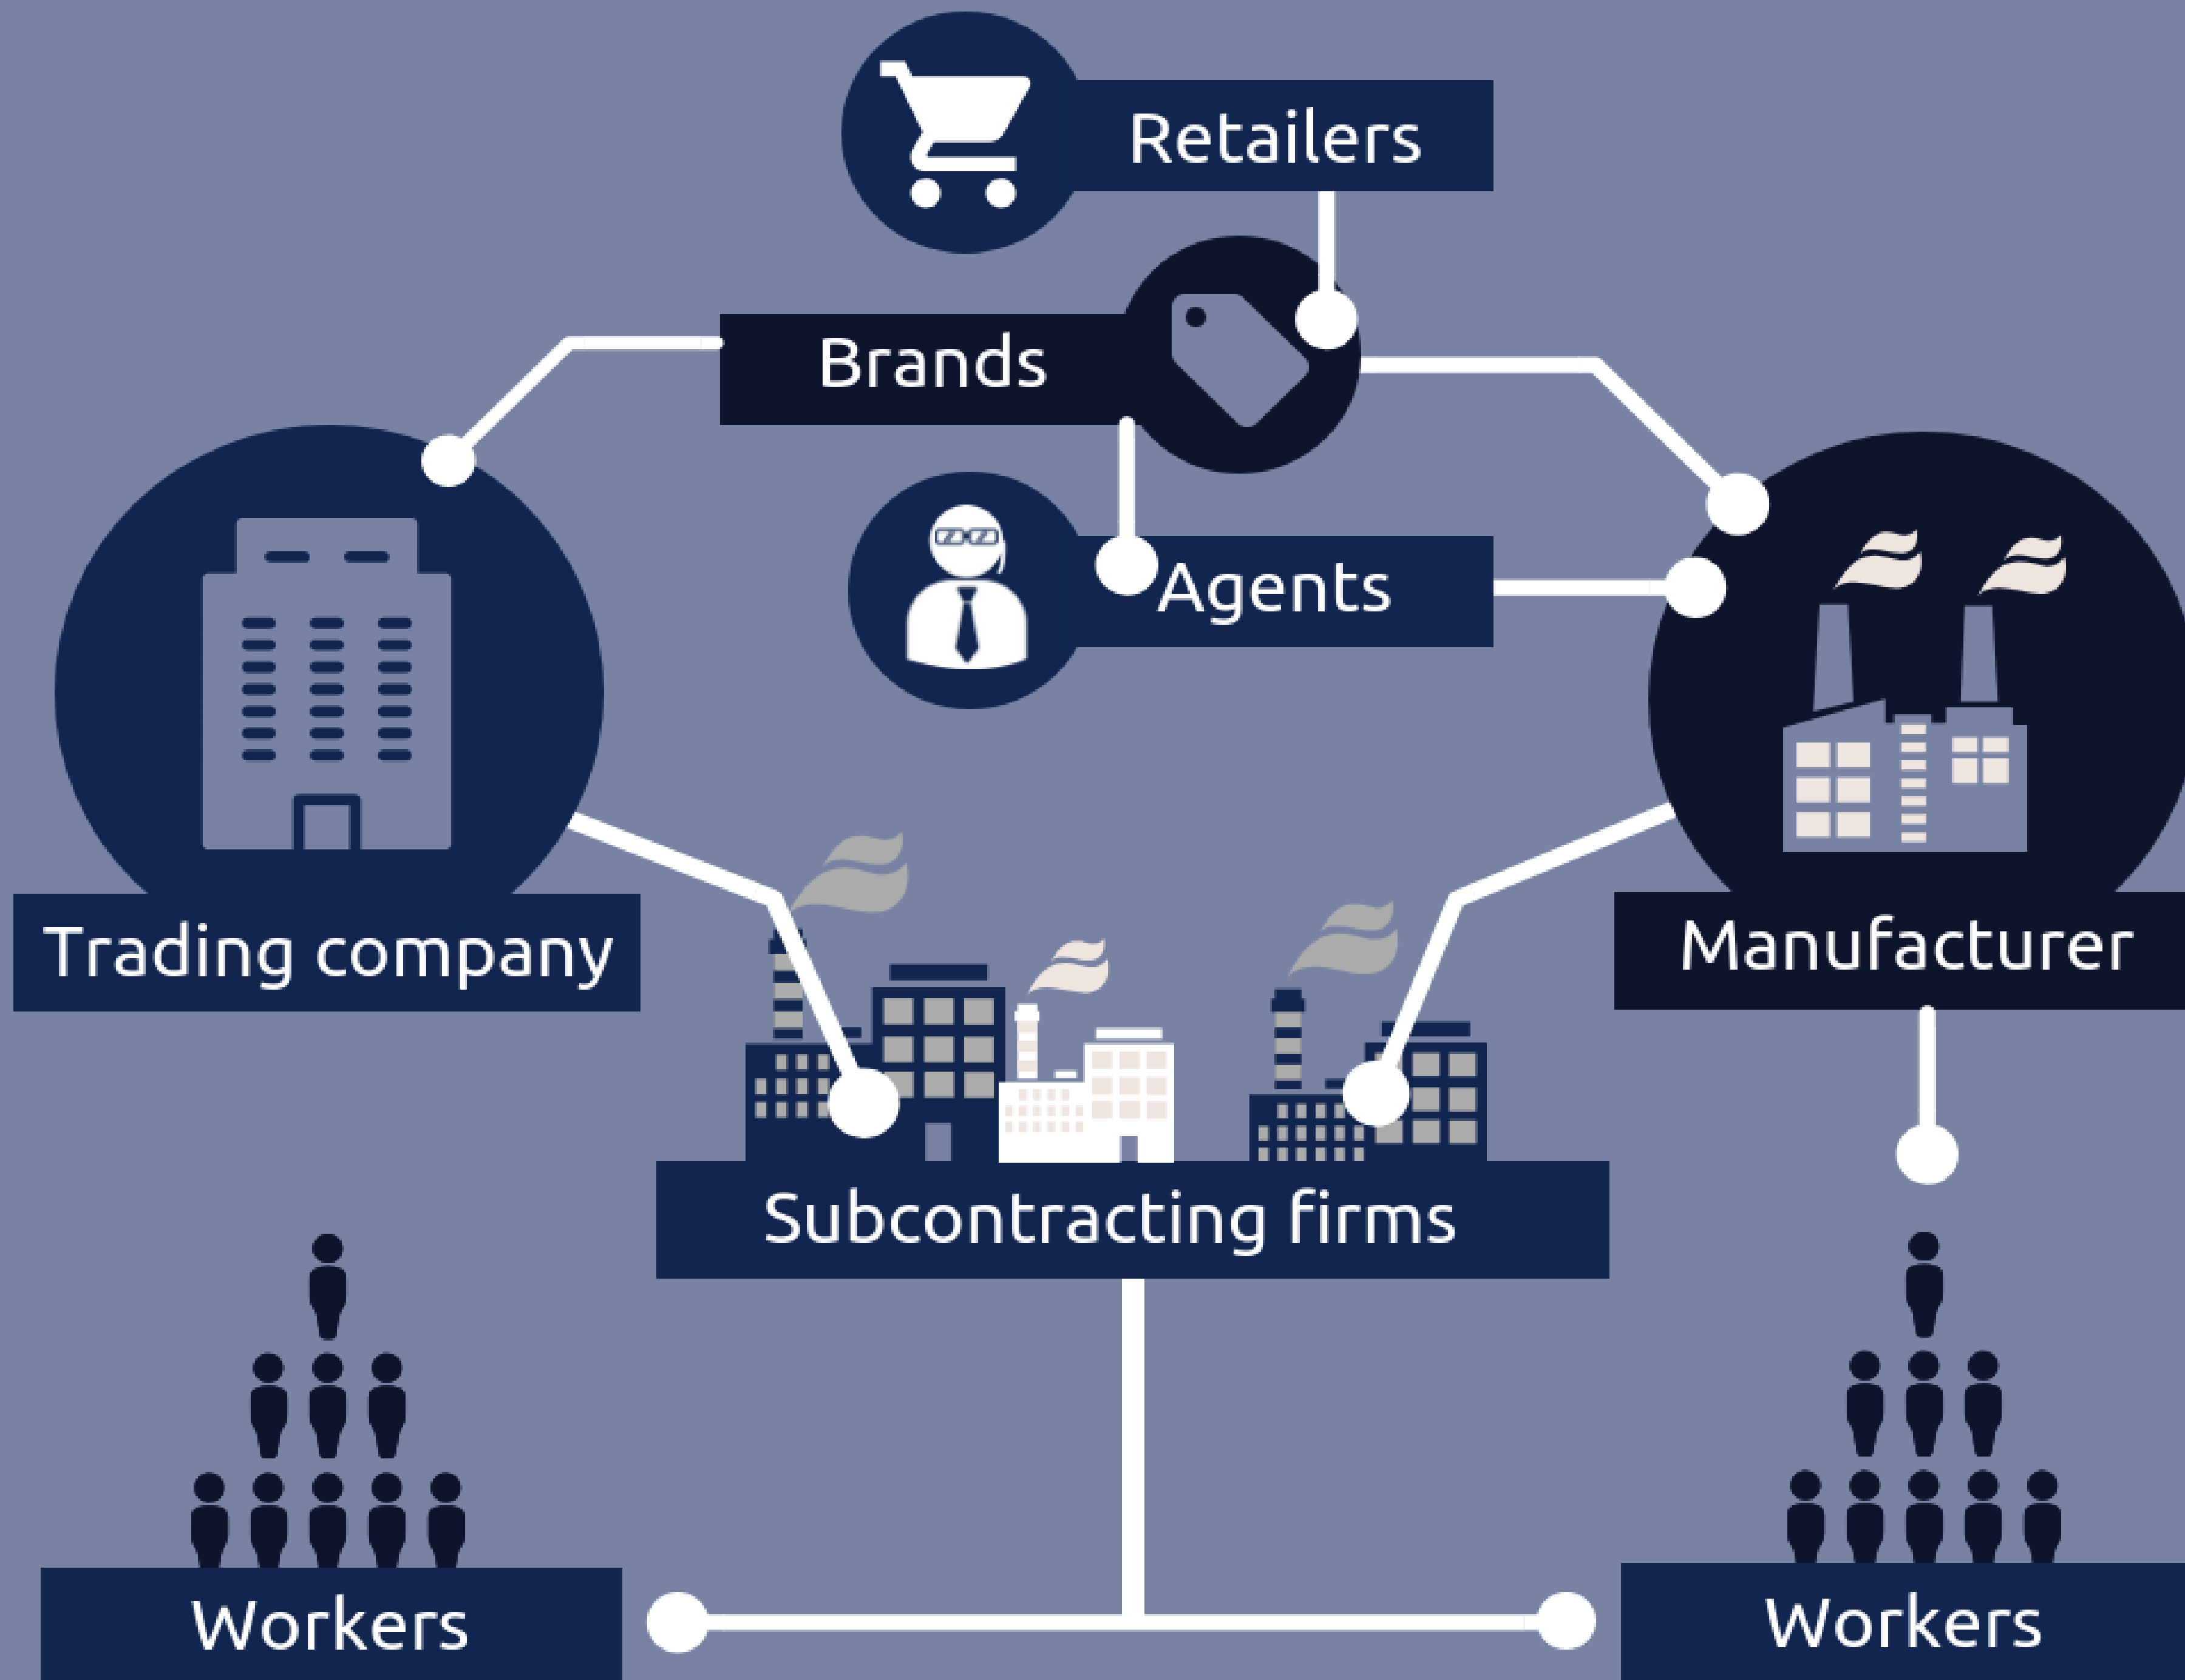 Retailers
Brands
Agents
Trading company
Manufacturer
Subcontracting firms
Workers
Workers